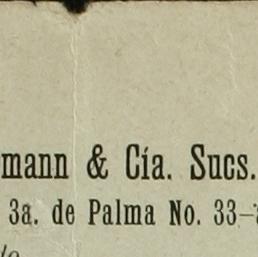 mann & Cía. Sucs.
3a. de Palma No. 33-